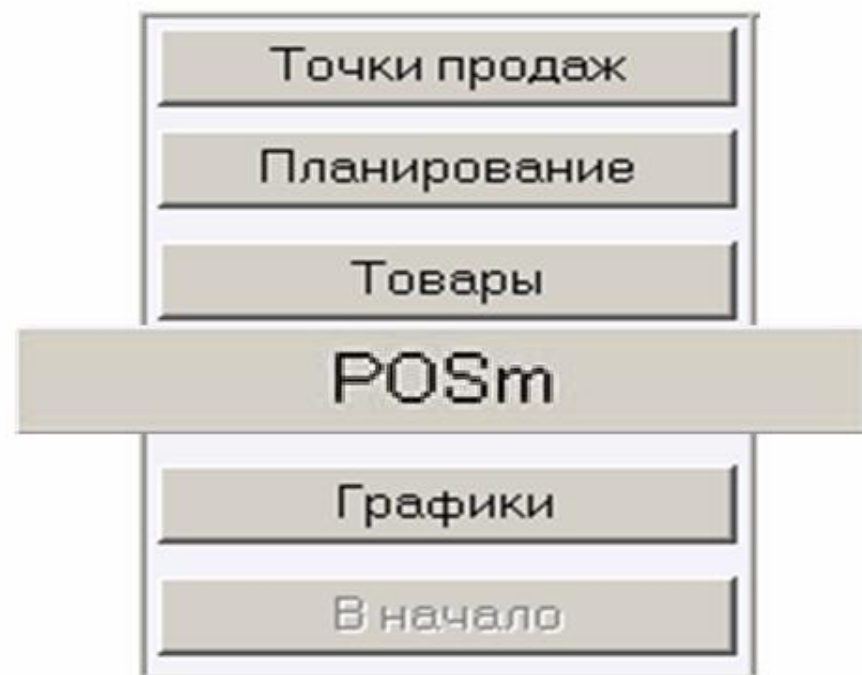 Точки продаж
Планирование
Товары
POSm
Графики
В начало